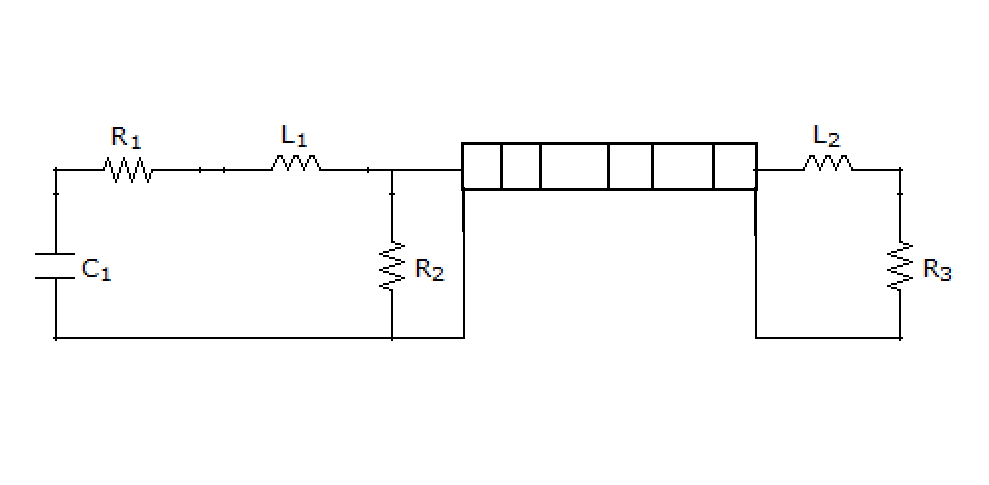 R₁
L₁
L₂
C₁
R₂
R₃